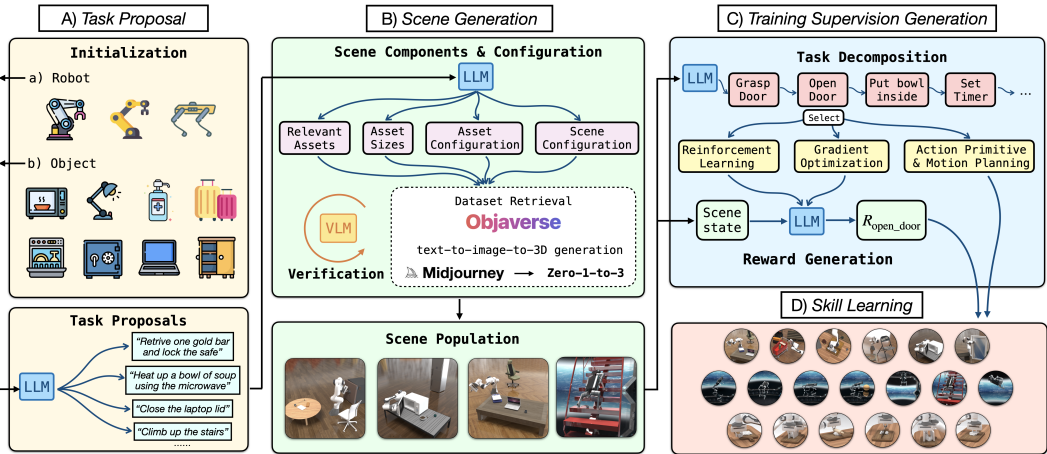 A) Task Proposal
Initialization
a) Robot
b) Object
Task Proposals
LLM
“Retrive one gold bar
and lock the safe”
“Heat up a bowl of soup
using the microwave”
“Close the laptop lid”
“Climb up the stairs”
......
B) Scene Generation
Scene Components & Configuration
LLM
Relevant
Assets
Asset
Sizes
Asset
Configuration
Scene
Configuration
VLM
Verification
Dataset Retrieval
Objaverse
text-to-image-to-3D generation
Midjourney
Zero-1-to-3
Scene Population
C) Training Supervision Generation
Task Decomposition
LLM
Grasp
Door
Open
Door
Put bowl
inside
Set
Timer
...
Select
Reinforcement
Learning
Gradient
Optimization
Action Primitive
& Motion Planning
Scene
state
LLM
R open_door
Reward Generation
D) Skill Learning